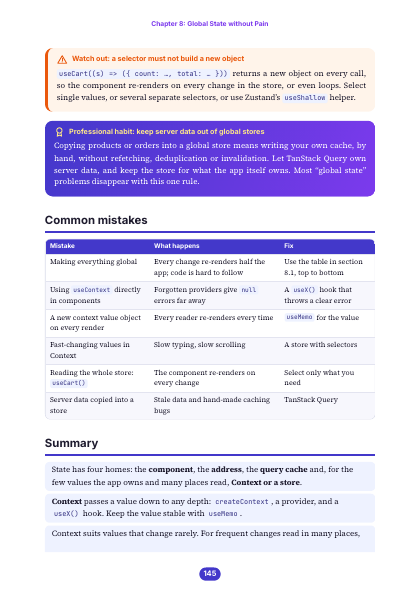 Chapter 8: Global State without Pain
Watch out: a selector must not build a new object
useCart((s) => ({ count: …, total: … })) returns a new object on every call,
so the component re-renders on every change in the store, or even loops. Select
single values, or several separate selectors, or use Zustand's useShallow helper.
Professional habit: keep server data out of global stores
Copying products or orders into a global store means writing your own cache, by
hand, without refetching, deduplication or invalidation. Let TanStack Query own
server data, and keep the store for what the app itself owns. Most "global state"
problems disappear with this one rule.
Common mistakes
Mistake What happens Fix
Making everything global Every change re-renders half the Use the table in section
app; code is hard to follow 8.1, top to bottom
Using useContext directly Forgotten providers give null A useX() hook that
in components errors far away throws a clear error
A new context value object Every reader re-renders every time useMemo for the value
on every render
Fast-changing values in Slow typing, slow scrolling A store with selectors
Context
Reading the whole store: The component re-renders on Select only what you
useCart() every change need
Server data copied into a Stale data and hand-made caching TanStack Query
store bugs
Summary
State has four homes: the component, the address, the query cache and, for the
few values the app owns and many places read, Context or a store.
Context passes a value down to any depth: createContext , a provider, and a
useX() hook. Keep the value stable with useMemo .
Context suits values that change rarely. For frequent changes read in many places,
145